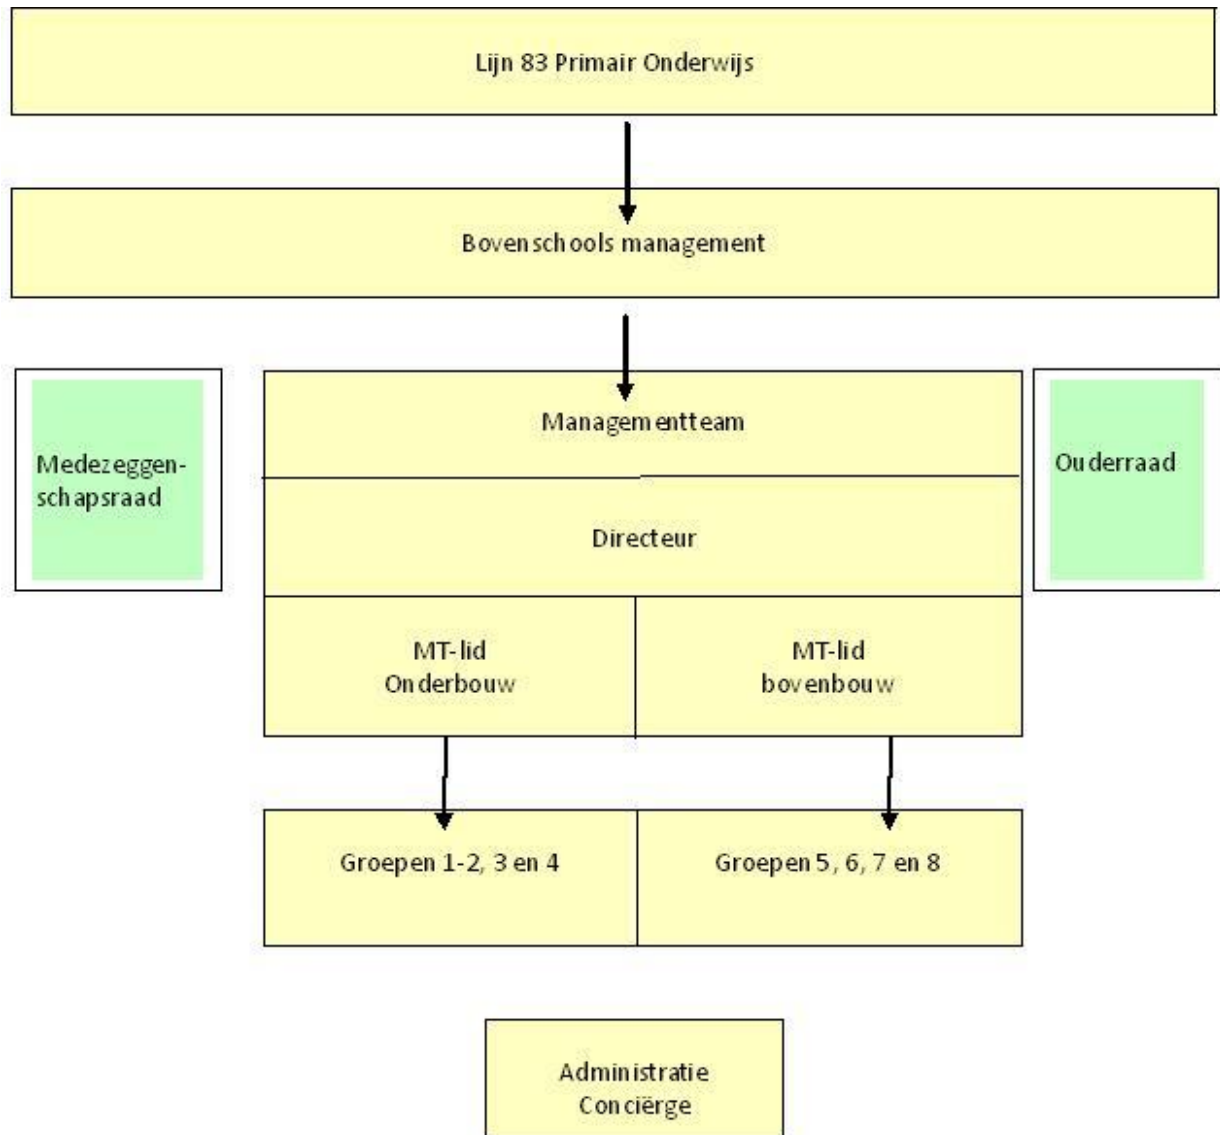 Lijn 83 Primair Onderwijs
Bovenschools management
Managementteam
Medezeggen-
schapsraad
Ouderraad
Directeur
MT-lid
Onderbouw
MT-lid
bovenbouw
Groepen 1-2, 3 en 4
Groepen 5, 6, 7 en 8
Administratie
Conciërge